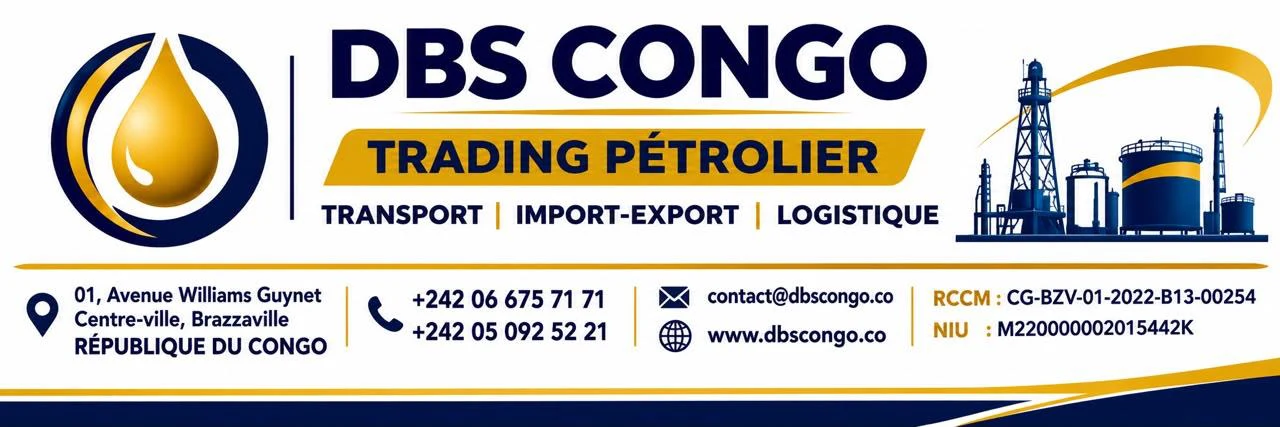 DBS CONGO
TRADING PÉTROLIER
TRANSPORT | IMPORT-EXPORT | LOGISTIQUE
01, Avenue Williams Guynet
Centre-ville, Brazzaville
RÉPUBLIQUE DU CONGO
+242 06 675 71 71
+242 05 092 52 21
contact@dbscongo.co
www.dbscongo.co
RCCM : CG-BZV-01-2022-B13-00254
NIU : M220000002015442K